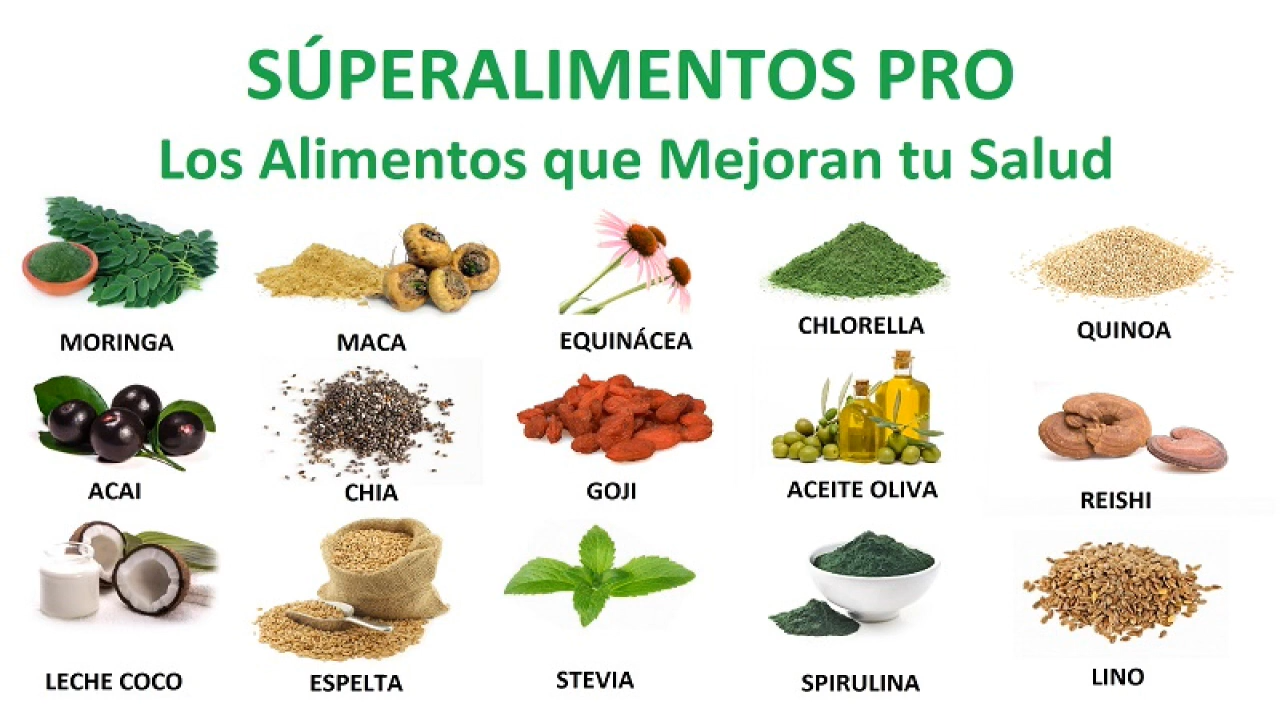 SÚPERALIMENTOS PRO
Los Alimentos que Mejoran tu Salud
MORINGA
MACA
EQUINÁCEA
CHLORELLA
QUINOA
ACAI
CHIA
GOJI
ACEITE OLIVA
REISHI
LECHE COCO
ESPELTA
STEVIA
SPIRULINA
LINO